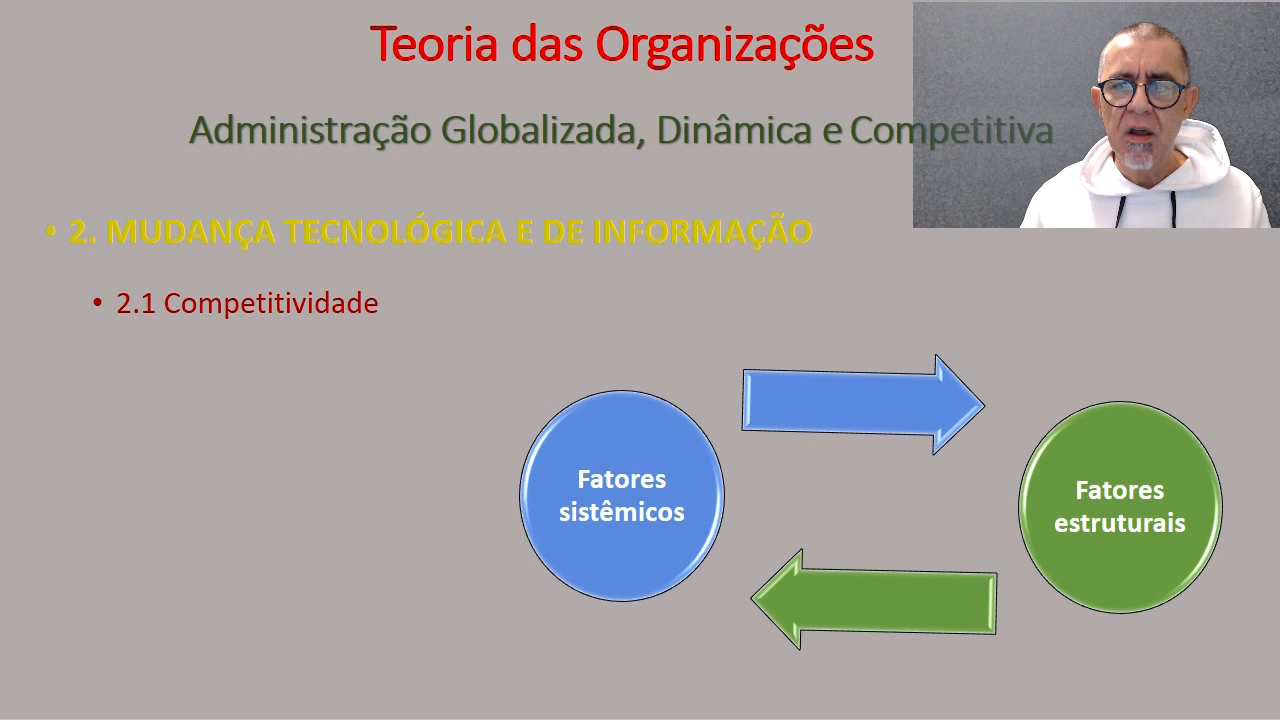 Teoria das Organizações
Administração Globalizada, Dinâmica e Competitiva
• 2. MUDANÇA TECNOLÓGICA E DE INFORMAÇÃO
• 2.1 Competitividade
Fatores
sistêmicos
Fatores
estruturais